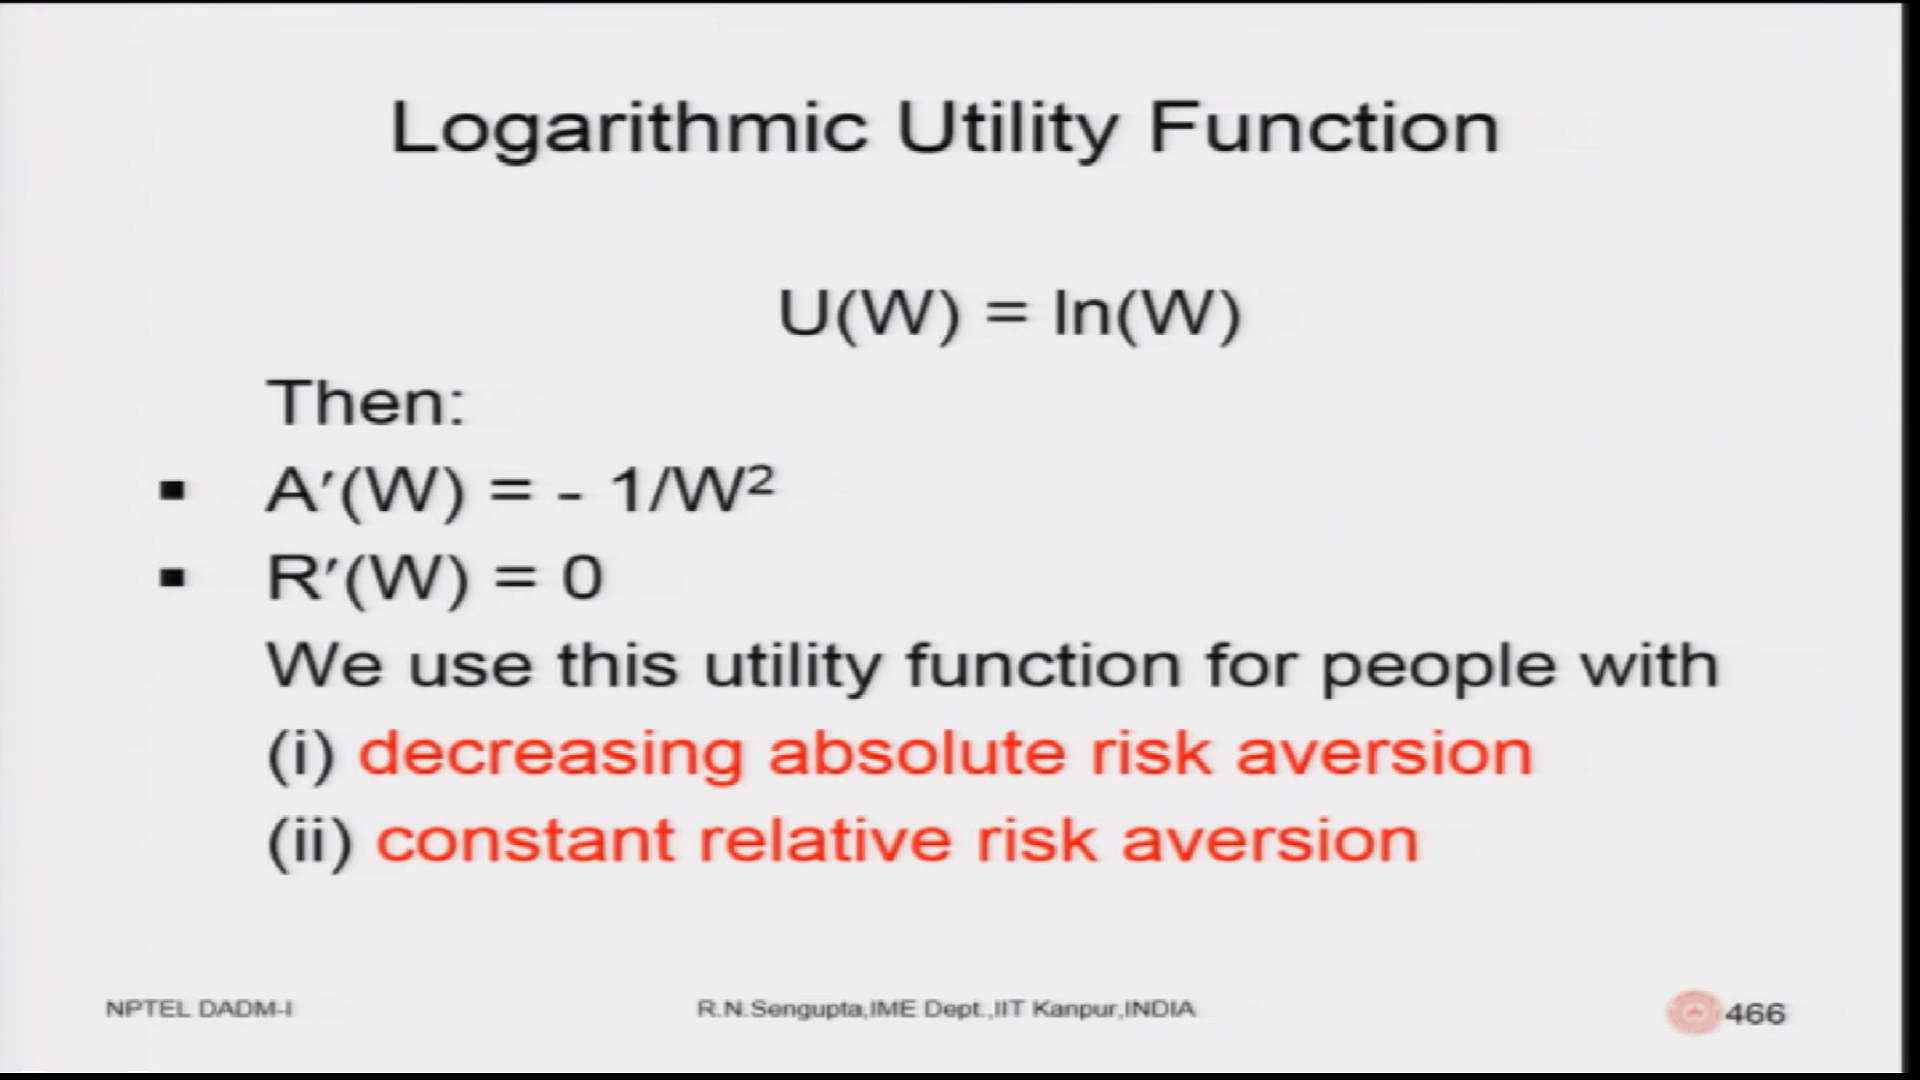 Logarithmic Utility Function
U(W) = ln(W)
Then:
▪ A′(W) = - 1/W²
▪ R′(W) = 0
We use this utility function for people with
(i) decreasing absolute risk aversion
(ii) constant relative risk aversion
NPTEL DADM-I
R.N.Sengupta,IME Dept.,IIT Kanpur,INDIA
466